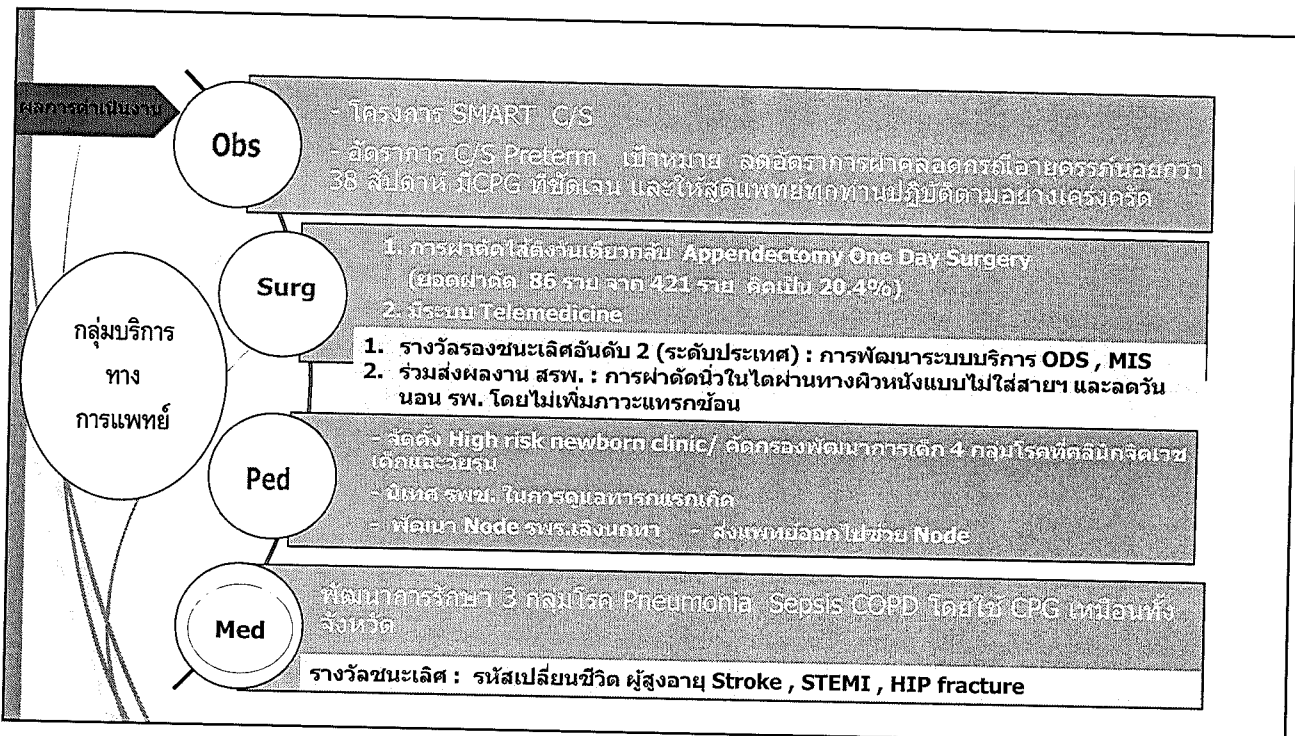 ผลการดำเนินงาน
Obs
- โครงการ SMART C/S
- อัตราการ C/S Preterm เป้าหมาย ลดอัตราการผ่าคลอดกรณีอายุครรภ์น้อยกว่า
38 สัปดาห์ มีCPG ที่ชัดเจน และให้สูติแพทย์ทุกท่านปฏิบัติตามอย่างเคร่งครัด
Surg
1. การผ่าตัดไส้ติ่งวันเดียวกลับ Appendectomy One Day Surgery
(ยอดผ่าตัด 86 ราย จาก 421 ราย คิดเป็น 20.4%)
2. มีระบบ Telemedicine
1. รางวัลรองชนะเลิศอันดับ 2 (ระดับประเทศ) : การพัฒนาระบบบริการ ODS , MIS
2. ร่วมส่งผลงาน สรพ. : การผ่าตัดนิ่วในไตผ่านทางผิวหนังแบบไม่ใส่สายฯ และลดวัน
นอน รพ. โดยไม่เพิ่มภาวะแทรกซ้อน
กลุ่มบริการ
ทาง
การแพทย์
Ped
- จัดตั้ง High risk newborn clinic/ คัดกรองพัฒนาการเด็ก 4 กลุ่มโรคที่คลินิกจิตเวช
เด็กและวัยรุ่น
- นิเทศ รพช. ในการดูแลทารกแรกเกิด
- พัฒนา Node รพร.เลิงนกทา - ส่งแพทย์ออกไปช่วย Node
Med
พัฒนาการรักษา 3 กลุ่มโรค Pneumonia Sepsis COPD โดยใช้ CPG เหมือนทั้ง
จังหวัด
รางวัลชนะเลิศ : รหัสเปลี่ยนชีวิต ผู้สูงอายุ Stroke , STEMI , HIP fracture